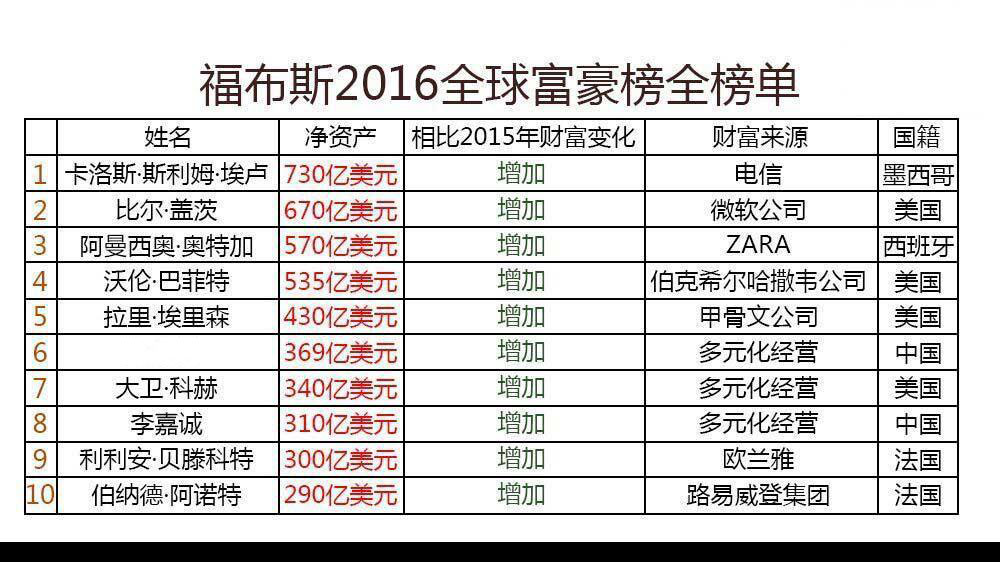 福布斯2016全球富豪榜全榜单
姓名 净资产 相比2015年财富变化 财富来源 国籍
1 卡洛斯·斯利姆·埃卢 730亿美元 增加 电信 墨西哥
2 比尔·盖茨 670亿美元 增加 微软公司 美国
3 阿曼西奥·奥特加 570亿美元 增加 ZARA 西班牙
4 沃伦·巴菲特 535亿美元 增加 伯克希尔哈撒韦公司 美国
5 拉里·埃里森 430亿美元 增加 甲骨文公司 美国
6 369亿美元 增加 多元化经营 中国
7 大卫·科赫 340亿美元 增加 多元化经营 美国
8 李嘉诚 310亿美元 增加 多元化经营 中国
9 利利安·贝滕科特 300亿美元 增加 欧兰雅 法国
10 伯纳德·阿诺特 290亿美元 增加 路易威登集团 法国